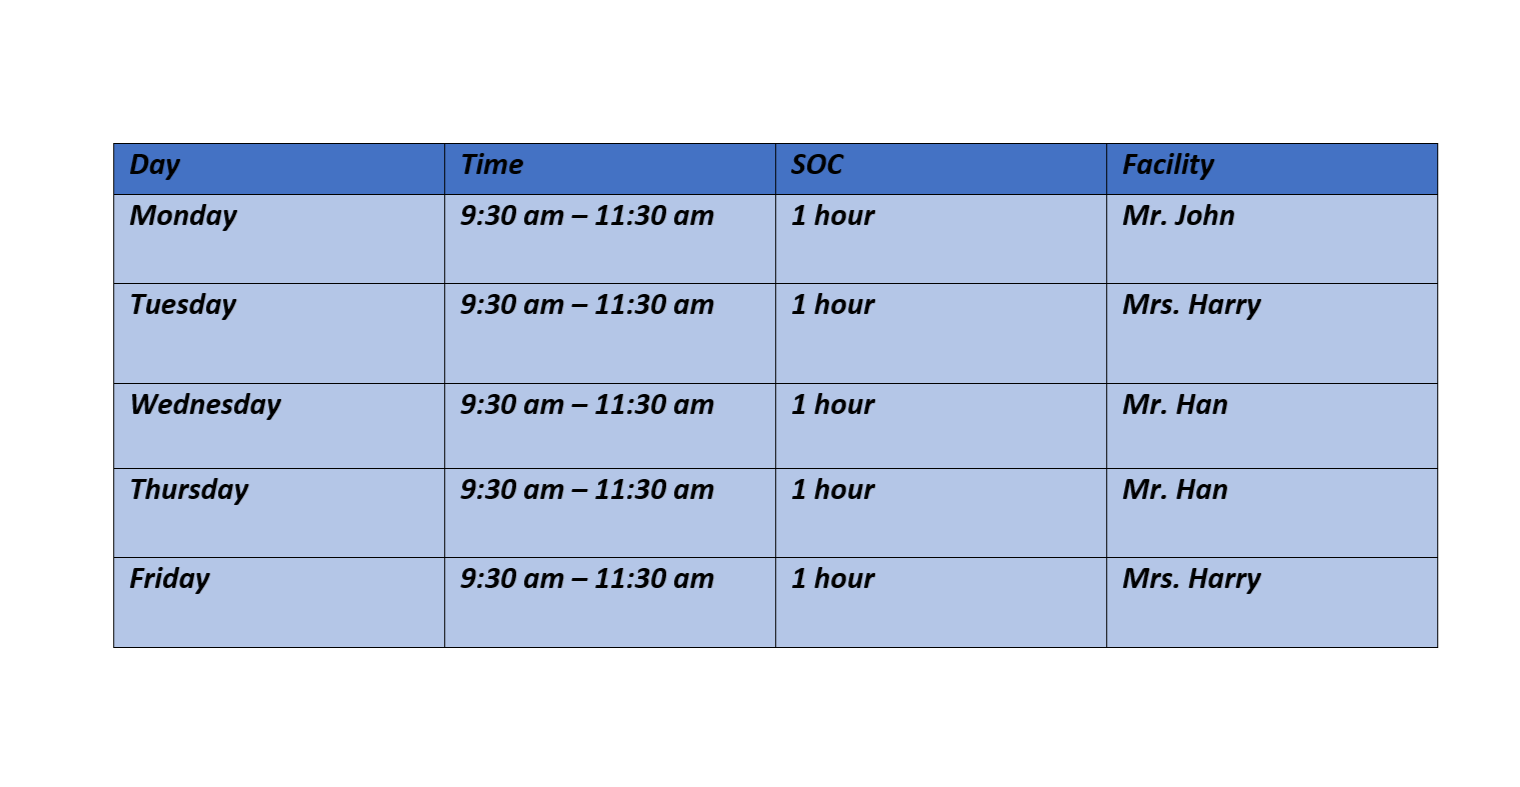 Day Time SOC Facility
Monday 9:30 am – 11:30 am 1 hour Mr. John
Tuesday 9:30 am – 11:30 am 1 hour Mrs. Harry
Wednesday 9:30 am – 11:30 am 1 hour Mr. Han
Thursday 9:30 am – 11:30 am 1 hour Mr. Han
Friday 9:30 am – 11:30 am 1 hour Mrs. Harry